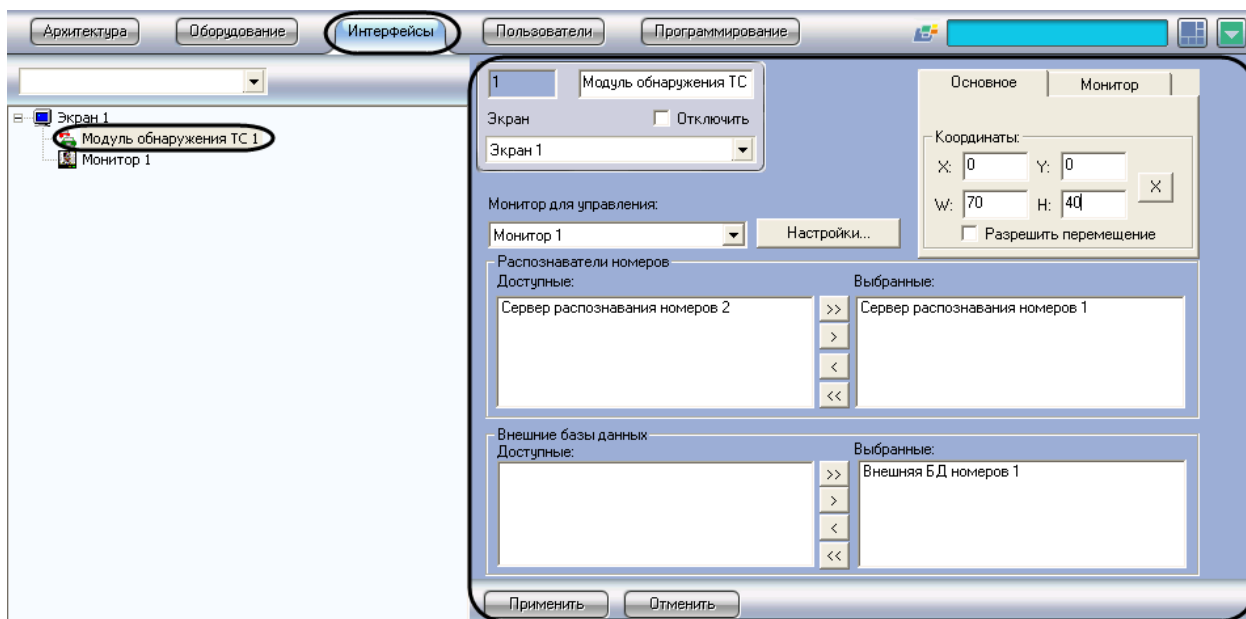 Архитектура Оборудование Интерфейсы Пользователи Программирование
Экран 1
Модуль обнаружения ТС 1
Монитор 1
1 Модуль обнаружения ТС
Экран Отключить
Экран 1
Основное Монитор
Координаты:
X: 0 Y: 0
W: 70 H: 40 X
Разрешить перемещение
Монитор для управления:
Монитор 1 Настройки...
Распознаватели номеров
Доступные: Выбранные:
Сервер распознавания номеров 2 >> Сервер распознавания номеров 1
>
<
<<
Внешние базы данных
Доступные: Выбранные:
>> Внешняя БД номеров 1
>
<
<<
Применить Отменить